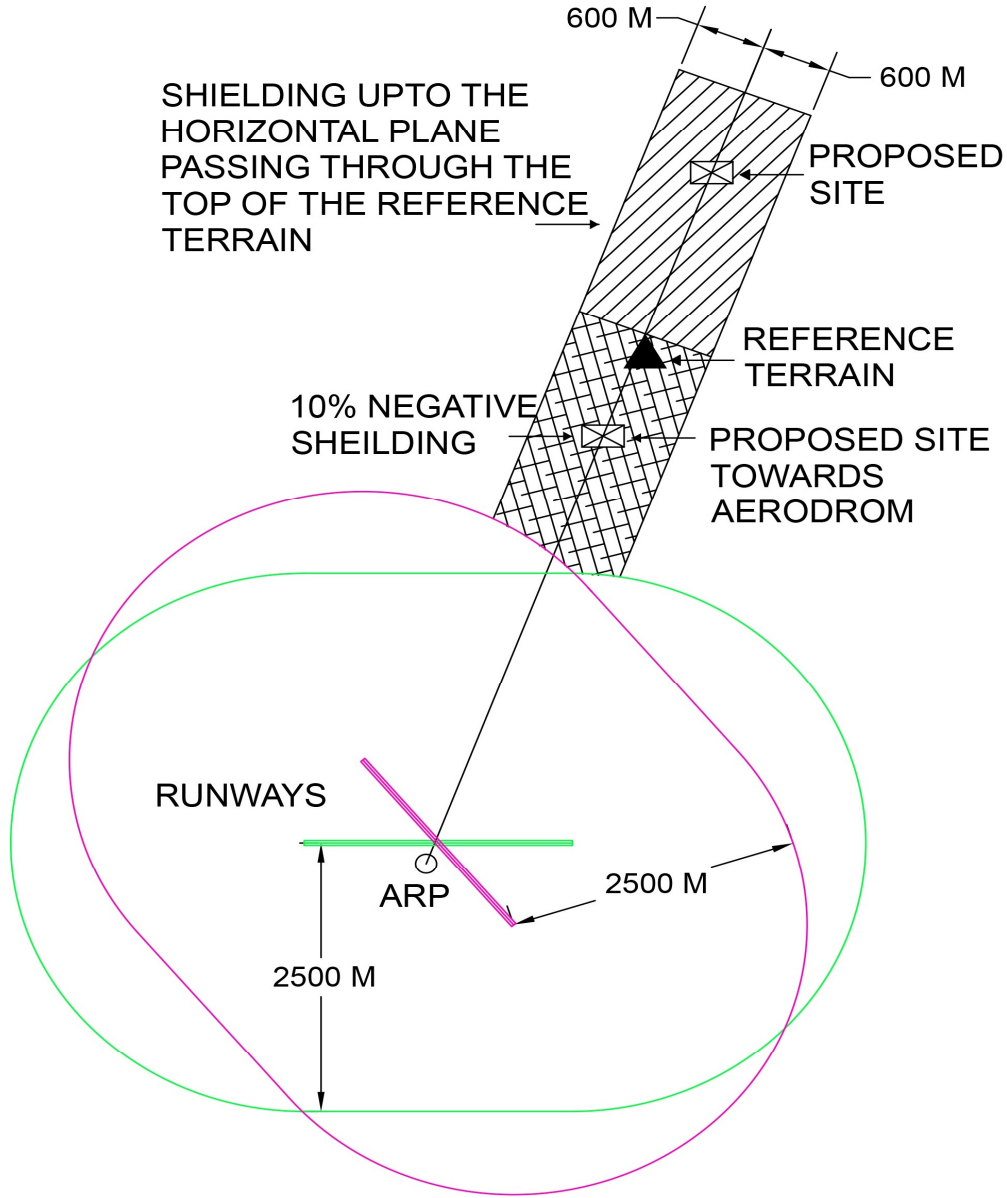 600 M
600 M
SHIELDING UPTO THE
HORIZONTAL PLANE
PASSING THROUGH THE
TOP OF THE REFERENCE
TERRAIN
PROPOSED
SITE
REFERENCE
TERRAIN
10% NEGATIVE
SHEILDING
PROPOSED SITE
TOWARDS
AERODROM
RUNWAYS
ARP
2500 M
2500 M